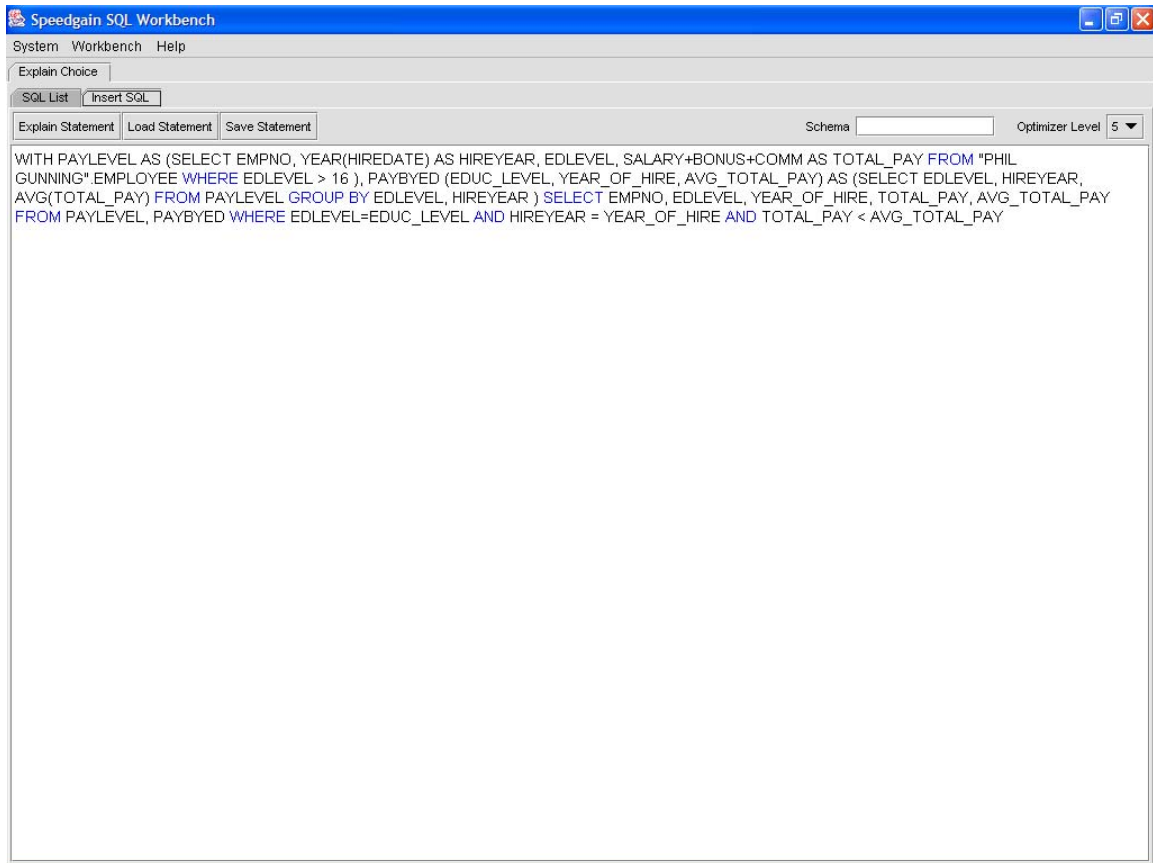 Speedgain SQL Workbench
System Workbench Help
Explain Choice
SQL List Insert SQL
Explain Statement Load Statement Save Statement Schema Optimizer Level 5
WITH PAYLEVEL AS (SELECT EMPNO, YEAR(HIREDATE) AS HIREYEAR, EDLEVEL, SALARY+BONUS+COMM AS TOTAL_PAY FROM "PHIL
GUNNING".EMPLOYEE WHERE EDLEVEL > 16 ), PAYBYED (EDUC_LEVEL, YEAR_OF_HIRE, AVG_TOTAL_PAY) AS (SELECT EDLEVEL, HIREYEAR,
AVG(TOTAL_PAY) FROM PAYLEVEL GROUP BY EDLEVEL, HIREYEAR ) SELECT EMPNO, EDLEVEL, YEAR_OF_HIRE, TOTAL_PAY, AVG_TOTAL_PAY
FROM PAYLEVEL, PAYBYED WHERE EDLEVEL=EDUC_LEVEL AND HIREYEAR = YEAR_OF_HIRE AND TOTAL_PAY < AVG_TOTAL_PAY